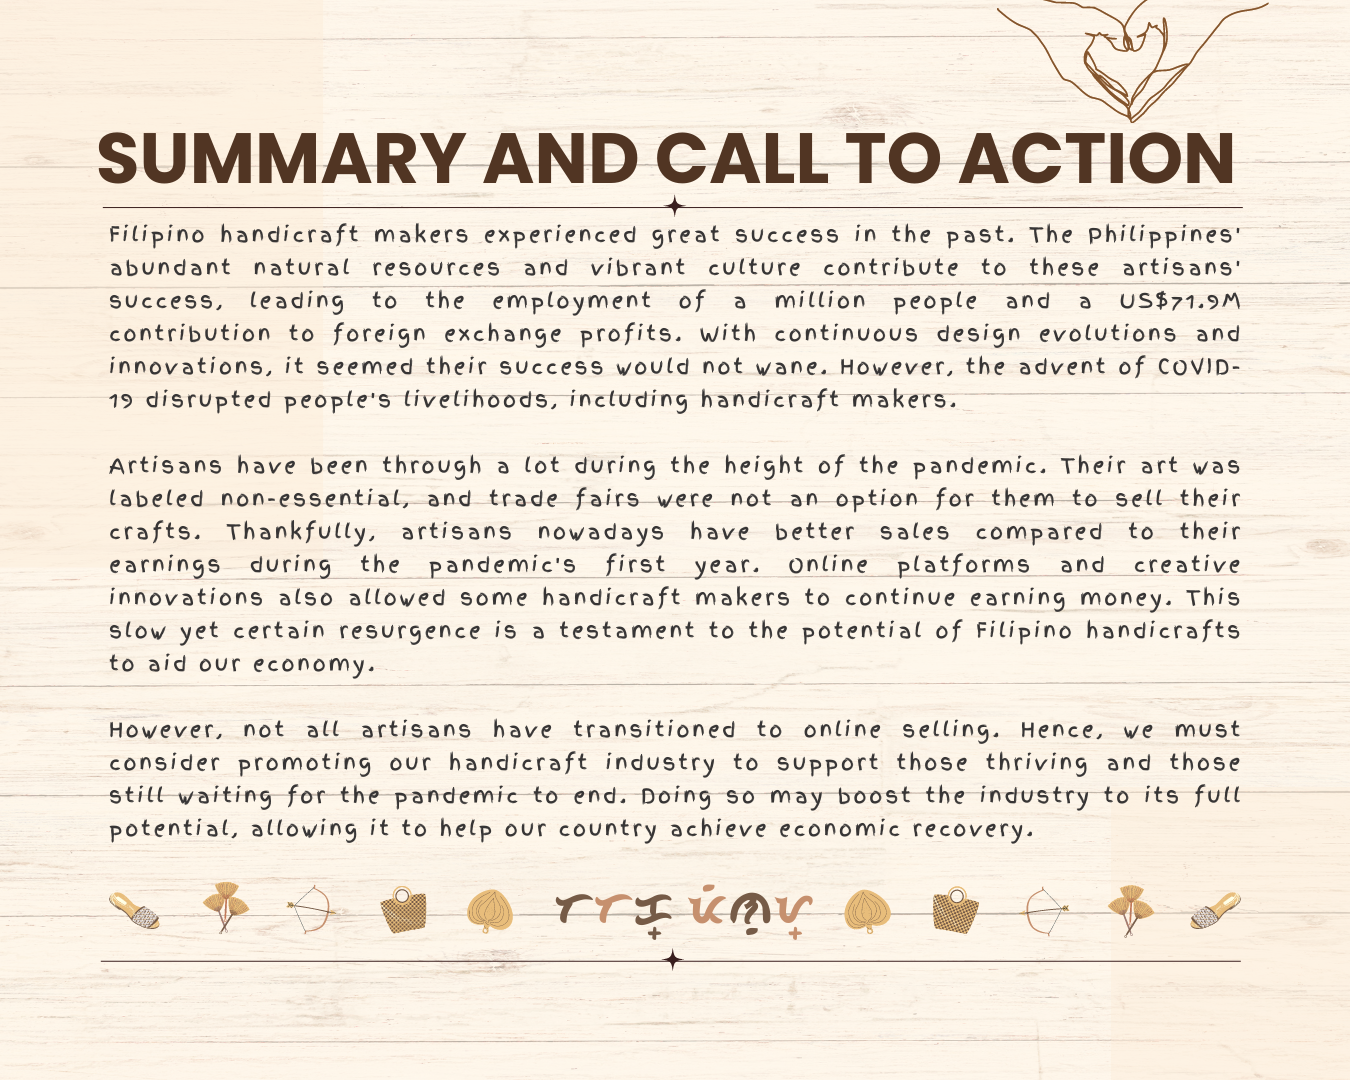 SUMMARY AND CALL TO ACTION
Filipino handicraft makers experienced great success in the past. The Philippines'
abundant natural resources and vibrant culture contribute to these artisans'
success, leading to the employment of a million people and a US$71.9M
contribution to foreign exchange profits. With continuous design evolutions and
innovations, it seemed their success would not wane. However, the advent of COVID-
19 disrupted people's livelihoods, including handicraft makers.
Artisans have been through a lot during the height of the pandemic. Their art was
labeled non-essential, and trade fairs were not an option for them to sell their
crafts. Thankfully, artisans nowadays have better sales compared to their
earnings during the pandemic's first year. Online platforms and creative
innovations also allowed some handicraft makers to continue earning money. This
slow yet certain resurgence is a testament to the potential of Filipino handicrafts
to aid our economy.
However, not all artisans have transitioned to online selling. Hence, we must
consider promoting our handicraft industry to support those thriving and those
still waiting for the pandemic to end. Doing so may boost the industry to its full
potential, allowing it to help our country achieve economic recovery.